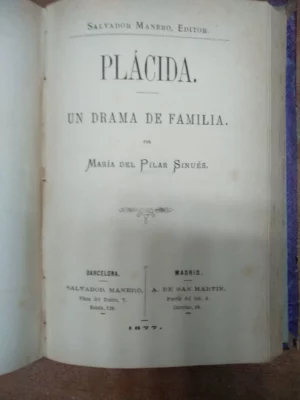 SALVADOR MANERO, EDITOR
PLÁCIDA.
UN DRAMA DE FAMILIA.
POR
MARÍA DEL PILAR SINUÉS.
BARCELONA.
SALVADOR MANERO,
MADRID.
A. DE SAN MARTIN,
1877.